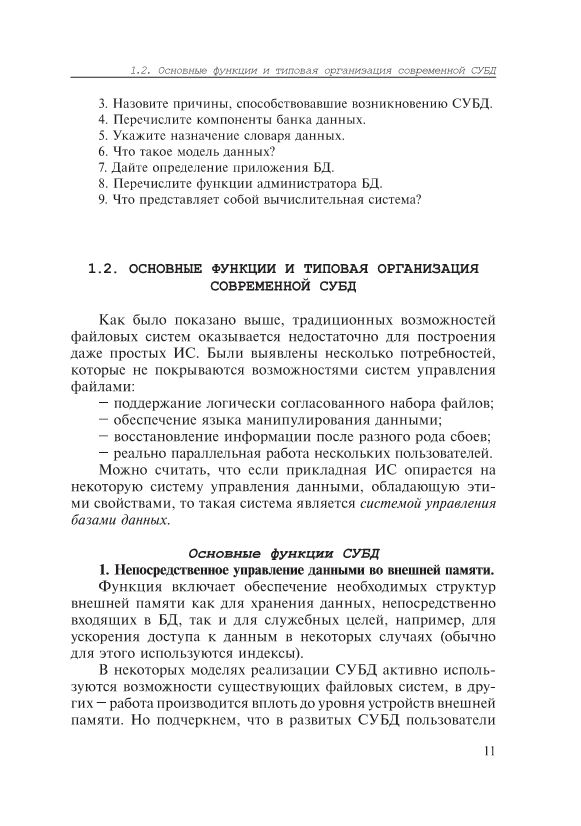 1.2. Основные функции и типовая организация современной СУБД
3. Назовите причины, способствовавшие возникновению СУБД.
4. Перечислите компоненты банка данных.
5. Укажите назначение словаря данных.
6. Что такое модель данных?
7. Дайте определение приложения БД.
8. Перечислите функции администратора БД.
9. Что представляет собой вычислительная система?
1.2. ОСНОВНЫЕ ФУНКЦИИ И ТИПОВАЯ ОРГАНИЗАЦИЯ
СОВРЕМЕННОЙ СУБД
Как было показано выше, традиционных возможностей
файловых систем оказывается недостаточно для построения
даже простых ИС. Были выявлены несколько потребностей,
которые не покрываются возможностями систем управления
файлами:
– поддержание логически согласованного набора файлов;
– обеспечение языка манипулирования данными;
– восстановление информации после разного рода сбоев;
– реально параллельная работа нескольких пользователей.
Можно считать, что если прикладная ИС опирается на
некоторую систему управления данными, обладающую эти-
ми свойствами, то такая система является системой управления
базами данных.
Основные функции СУБД
1. Непосредственное управление данными во внешней памяти.
Функция включает обеспечение необходимых структур
внешней памяти как для хранения данных, непосредственно
входящих в БД, так и для служебных целей, например, для
ускорения доступа к данным в некоторых случаях (обычно
для этого используются индексы).
В некоторых моделях реализации СУБД активно исполь-
зуются возможности существующих файловых систем, в дру-
гих – работа производится вплоть до уровня устройств внешней
памяти. Но подчеркнем, что в развитых СУБД пользователи
11